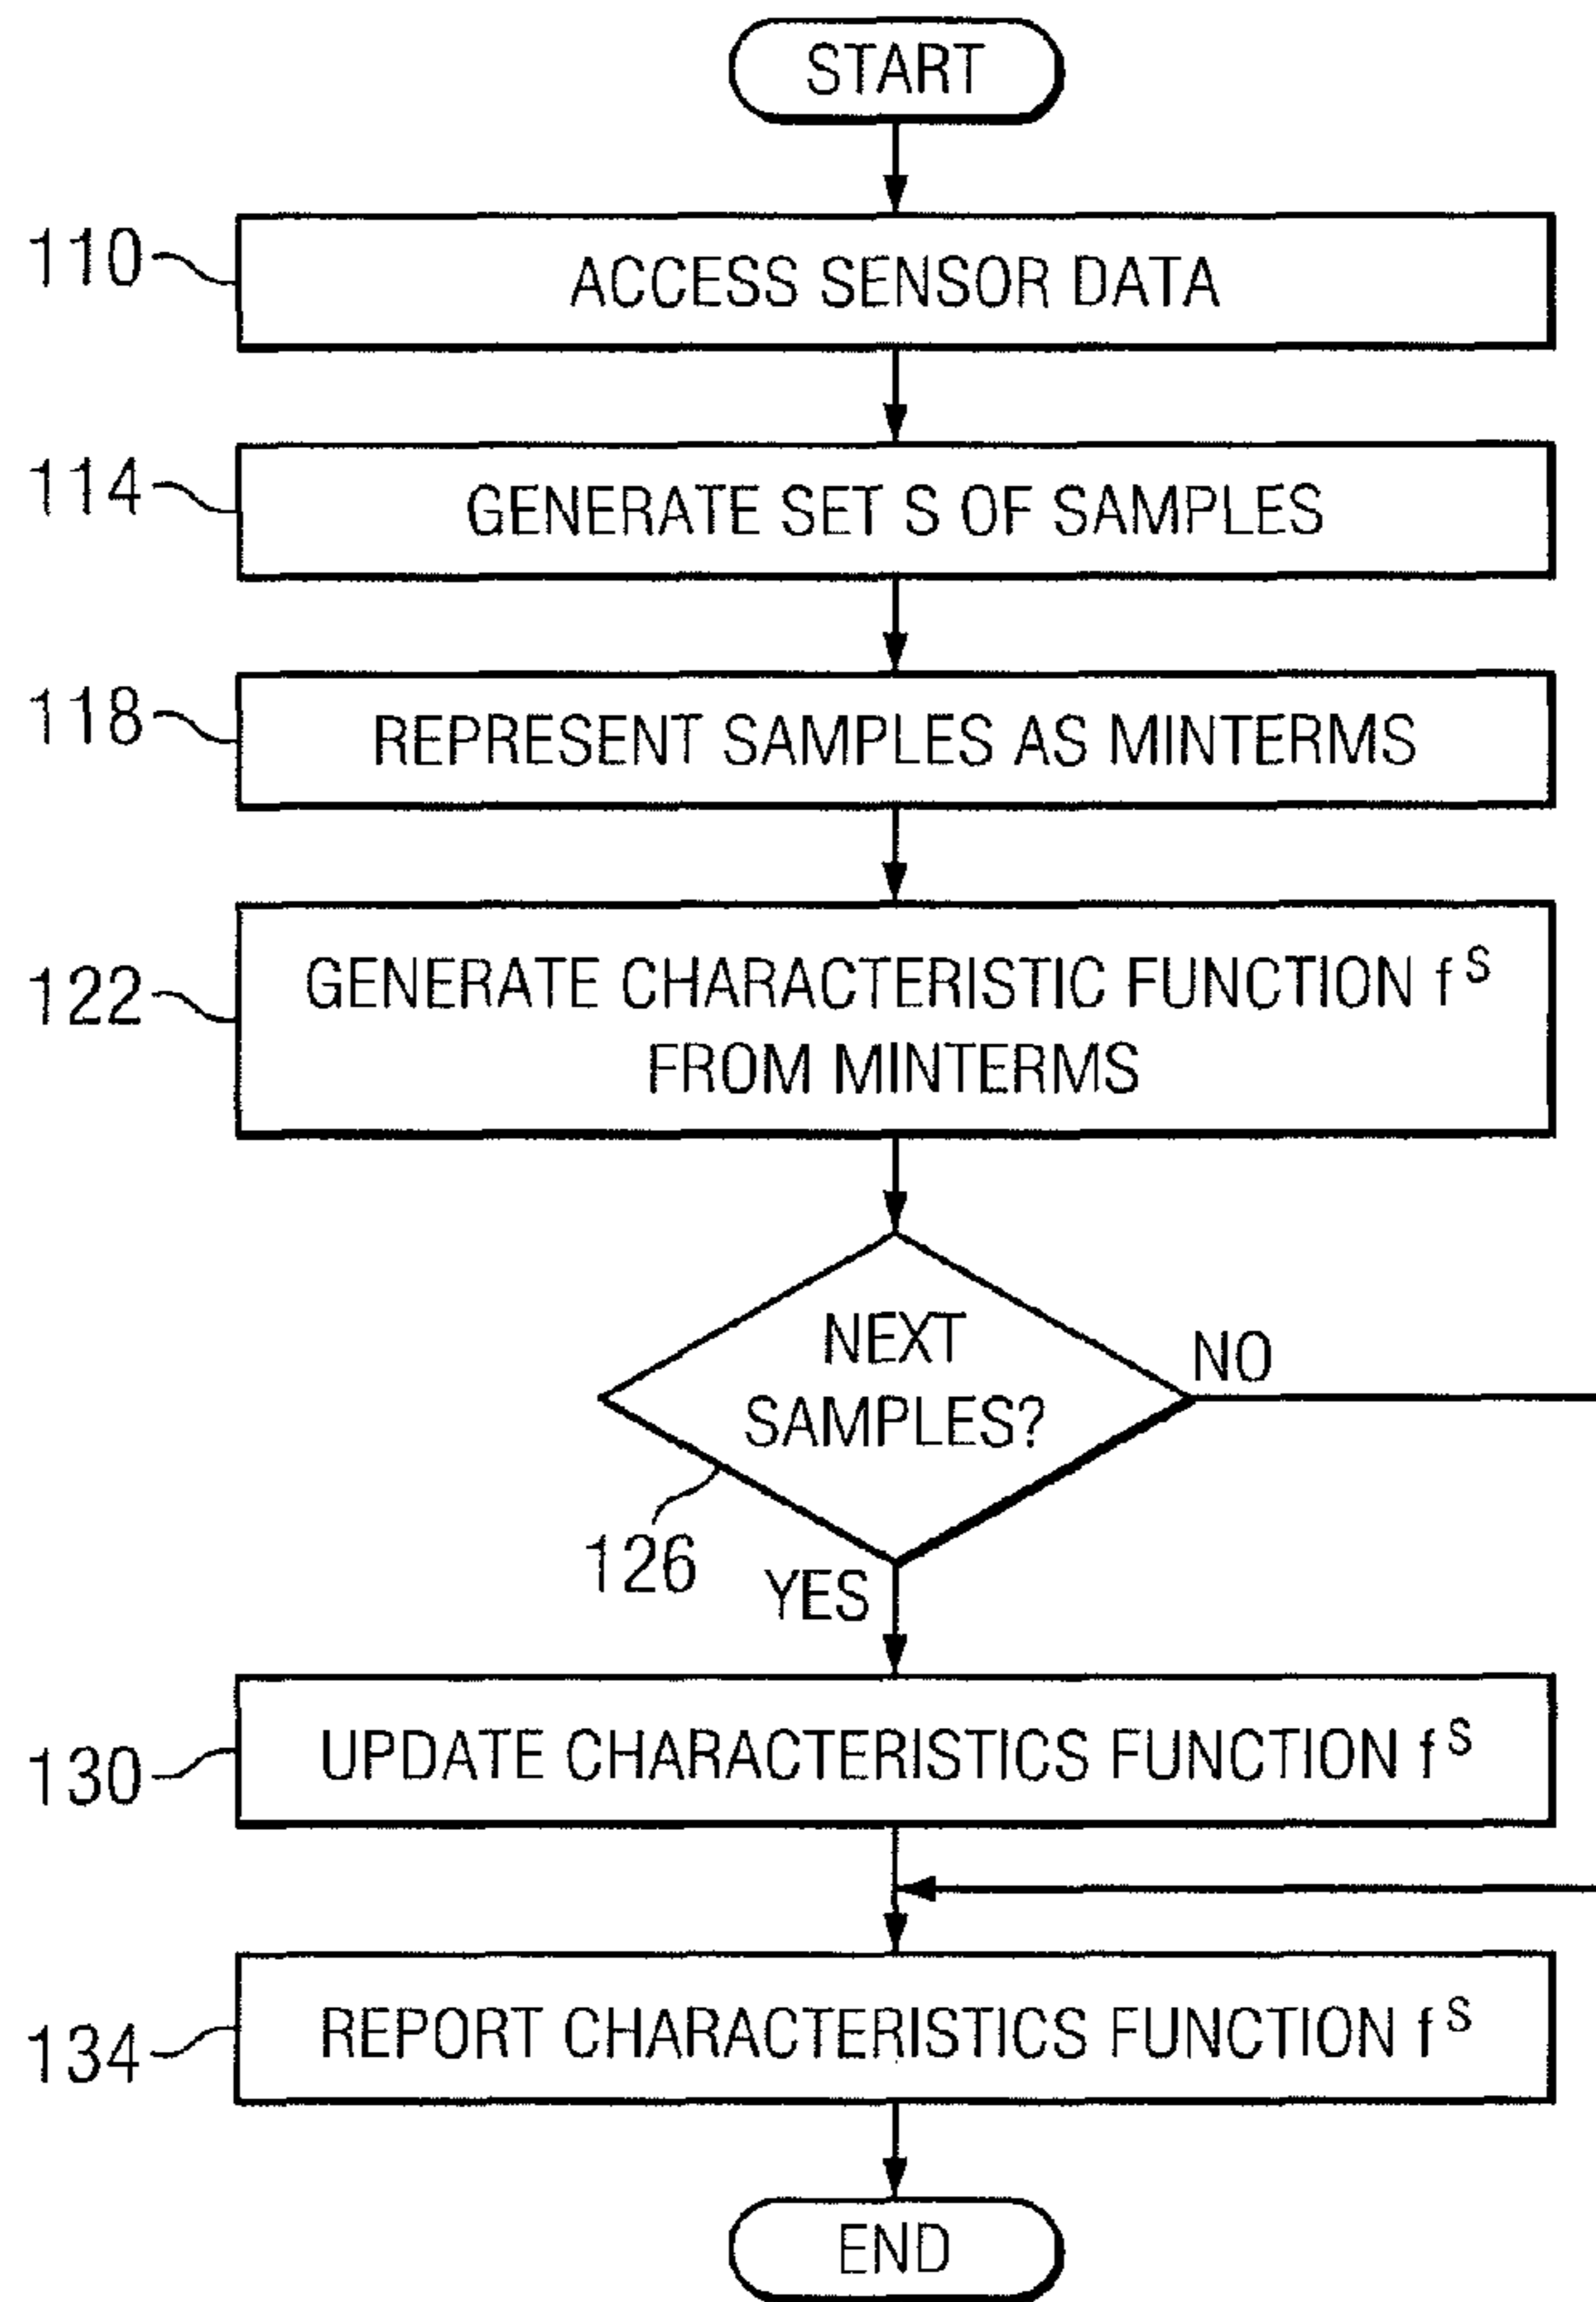 START
110
ACCESS SENSOR DATA
114
GENERATE SET S OF SAMPLES
118
REPRESENT SAMPLES AS MINTERMS
122
GENERATE CHARACTERISTIC FUNCTION f^S
FROM MINTERMS
NEXT
SAMPLES?
NO
126
YES
130
UPDATE CHARACTERISTICS FUNCTION f^S
134
REPORT CHARACTERISTICS FUNCTION f^S
END